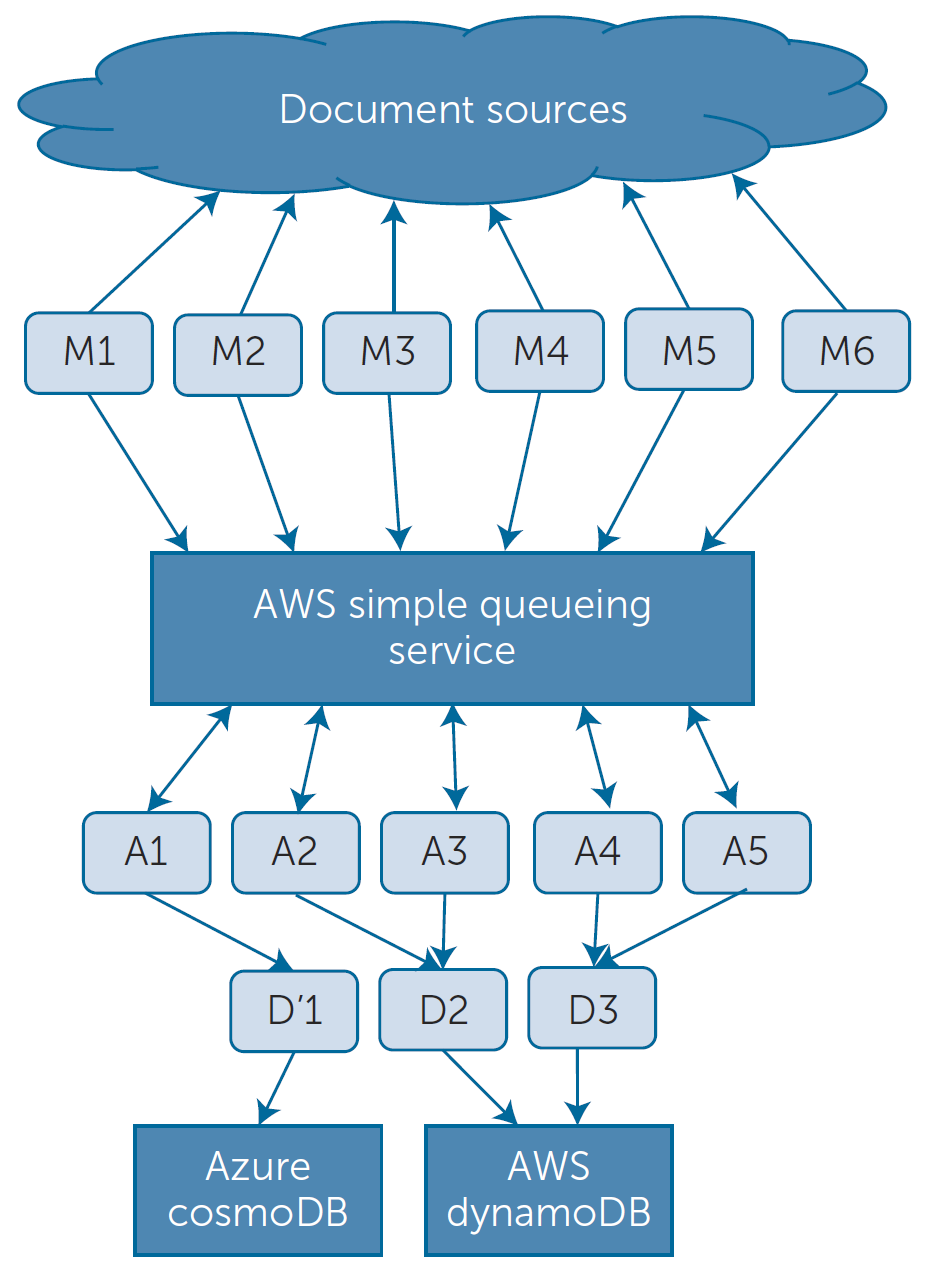 Document sources
M1
M2
M3
M4
M5
M6
AWS simple queueing
service
A1
A2
A3
A4
A5
D’1
D2
D3
Azure
cosmoDB
AWS
dynamoDB